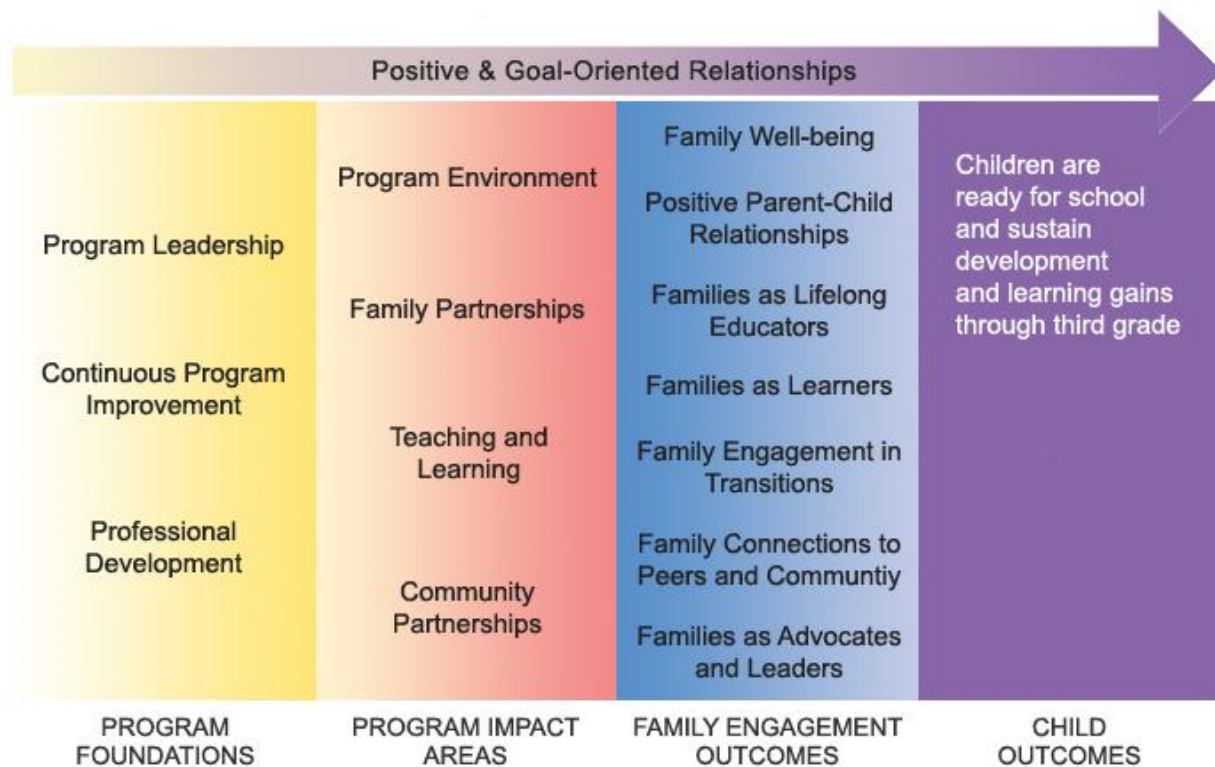 Positive & Goal-Oriented Relationships
Program Leadership
Continuous Program
Improvement
Professional
Development
PROGRAM
FOUNDATIONS
Program Environment
Family Partnerships
Teaching and
Learning
Community
Partnerships
PROGRAM IMPACT
AREAS
Family Well-being
Positive Parent-Child
Relationships
Families as Lifelong
Educators
Families as Learners
Family Engagement in
Transitions
Family Connections to
Peers and Communtiy
Families as Advocates
and Leaders
FAMILY ENGAGEMENT
OUTCOMES
Children are
ready for school
and sustain
development
and learning gains
through third grade
CHILD
OUTCOMES